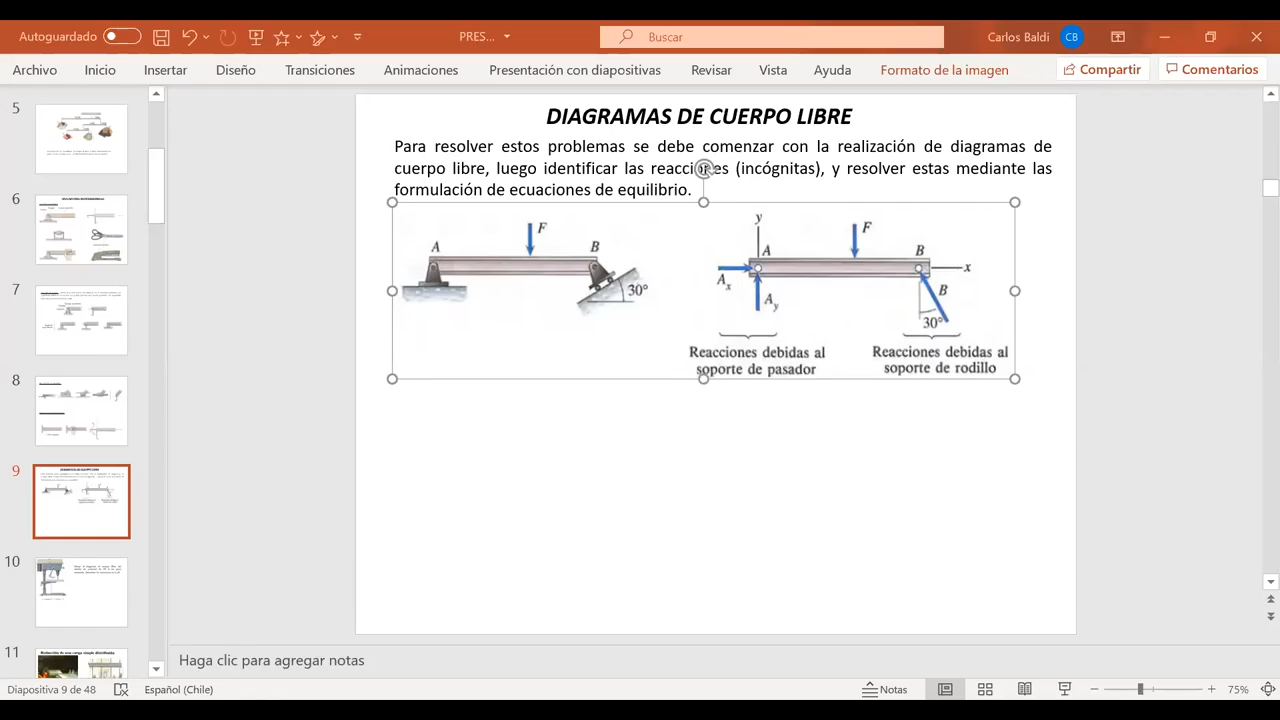 Autoguardado
PRES...
Buscar
Carlos Baldi
CB
Archivo
Inicio
Insertar
Diseño
Transiciones
Animaciones
Presentación con diapositivas
Revisar
Vista
Ayuda
Formato de la imagen
Compartir
Comentarios
5
6
7
8
9
10
11
DIAGRAMAS DE CUERPO LIBRE
Para resolver estos problemas se debe comenzar con la realización de diagramas de
cuerpo libre, luego identificar las reacciones (incógnitas), y resolver estas mediante las
formulación de ecuaciones de equilibrio.
A
F
B
30°
y
A
F
B
x
Ax
Ay
B
30°
Reacciones debidas al
soporte de pasador
Reacciones debidas al
soporte de rodillo
Haga clic para agregar notas
Diapositiva 9 de 48
Español (Chile)
Notas
75%